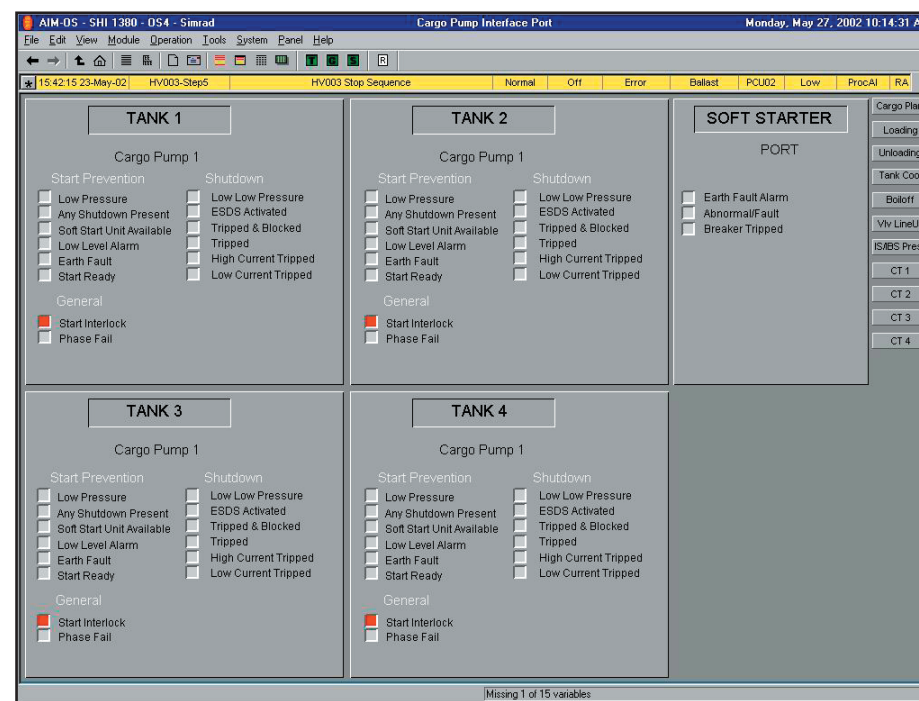 AIM-OS - SHI 1380 - OS4 - Simrad Cargo Pump Interface Port Monday, May 27, 2002 10:14:31 A
File Edit View Module Operation Tools System Panel Help
T G S R
* 15:42:15 23-May-02 HV003-Step5 HV003 Stop Sequence Normal Off Error Ballast PCU02 Low ProcAl RA
TANK 1
Cargo Pump 1
Start Prevention
Low Pressure
Any Shutdown Present
Soft Start Unit Available
Low Level Alarm
Earth Fault
Start Ready
Shutdown
Low Low Pressure
ESDS Activated
Tripped & Blocked
Tripped
High Current Tripped
Low Current Tripped
General
Start Interlock
Phase Fail
TANK 2
Cargo Pump 1
Start Prevention
Low Pressure
Any Shutdown Present
Soft Start Unit Available
Low Level Alarm
Earth Fault
Start Ready
Shutdown
Low Low Pressure
ESDS Activated
Tripped & Blocked
Tripped
High Current Tripped
Low Current Tripped
General
Start Interlock
Phase Fail
SOFT STARTER
PORT
Earth Fault Alarm
Abnormal/Fault
Breaker Tripped
Cargo Plan
Loading
Unloading
Tank Coo
Boiloff
Vlv LineU
IS/IBS Pres
CT 1
CT 2
CT 3
CT 4
TANK 3
Cargo Pump 1
Start Prevention
Low Pressure
Any Shutdown Present
Soft Start Unit Available
Low Level Alarm
Earth Fault
Start Ready
Shutdown
Low Low Pressure
ESDS Activated
Tripped & Blocked
Tripped
High Current Tripped
Low Current Tripped
General
Start Interlock
Phase Fail
TANK 4
Cargo Pump 1
Start Prevention
Low Pressure
Any Shutdown Present
Soft Start Unit Available
Low Level Alarm
Earth Fault
Start Ready
Shutdown
Low Low Pressure
ESDS Activated
Tripped & Blocked
Tripped
High Current Tripped
Low Current Tripped
General
Start Interlock
Phase Fail
Missing 1 of 15 variables